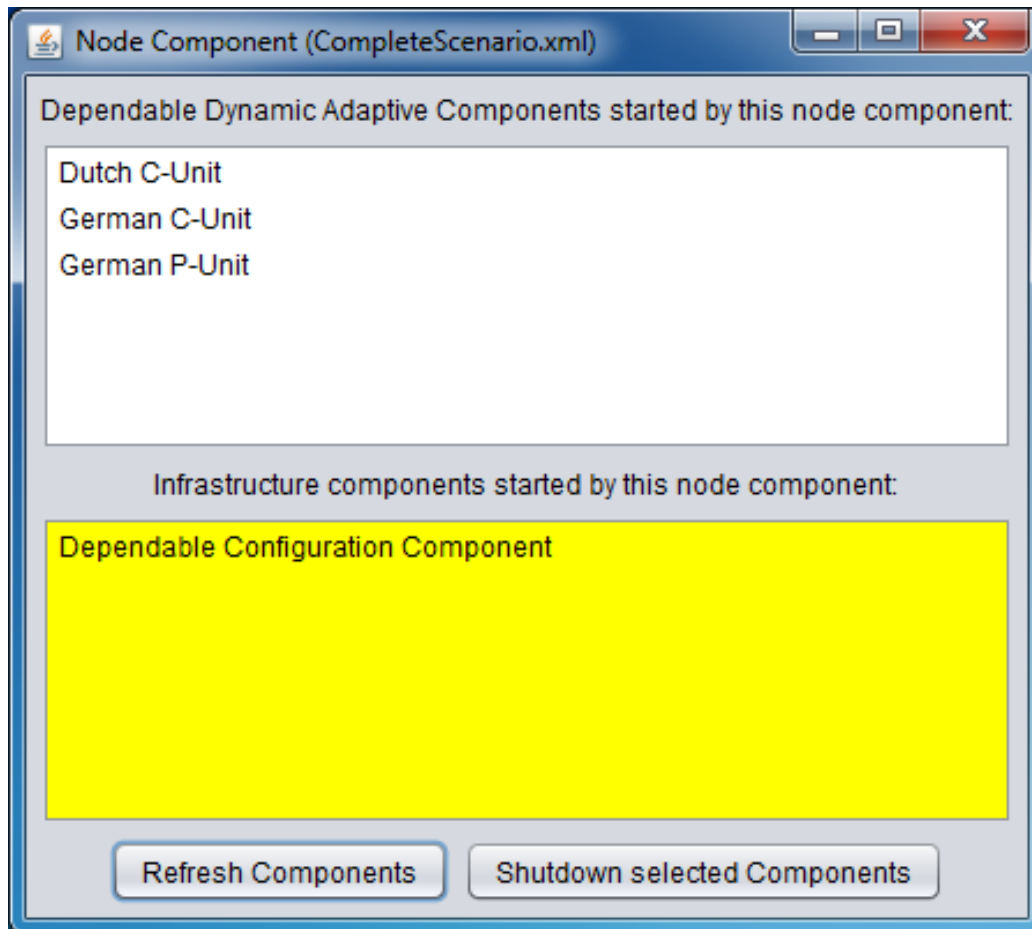 Node Component (CompleteScenario.xml)
Dependable Dynamic Adaptive Components started by this node component:
Dutch C-Unit
German C-Unit
German P-Unit
Infrastructure components started by this node component:
Dependable Configuration Component
Refresh Components
Shutdown selected Components